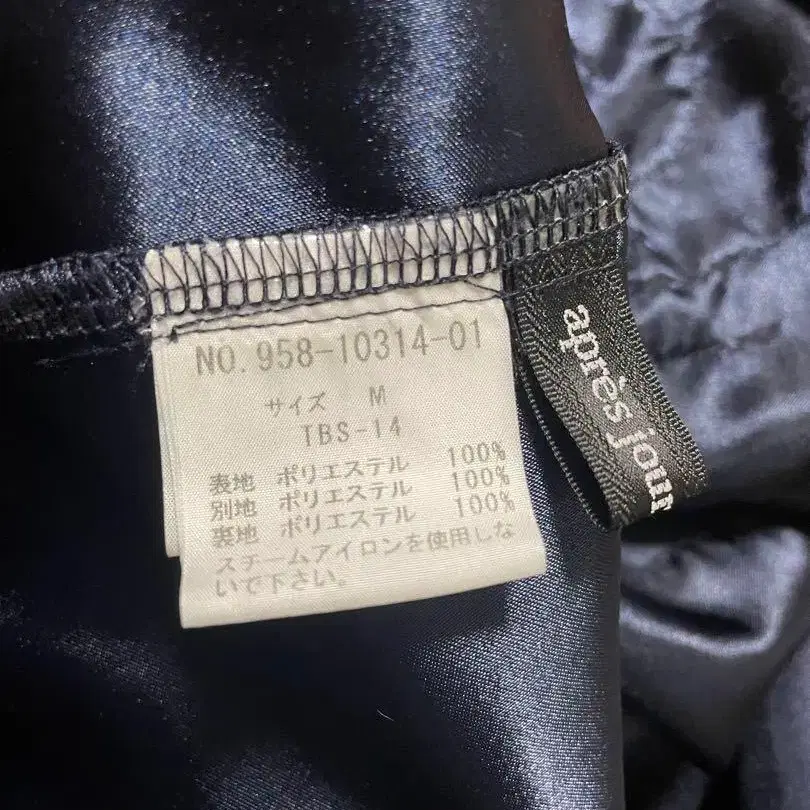 NO. 958-10314-01
サイズ M
TBS-14
表地 ポリエステル 100%
別地 ポリエステル 100%
裏地 ポリエステル 100%
スチームアイロンを使用しな
いで下さい。
après jour